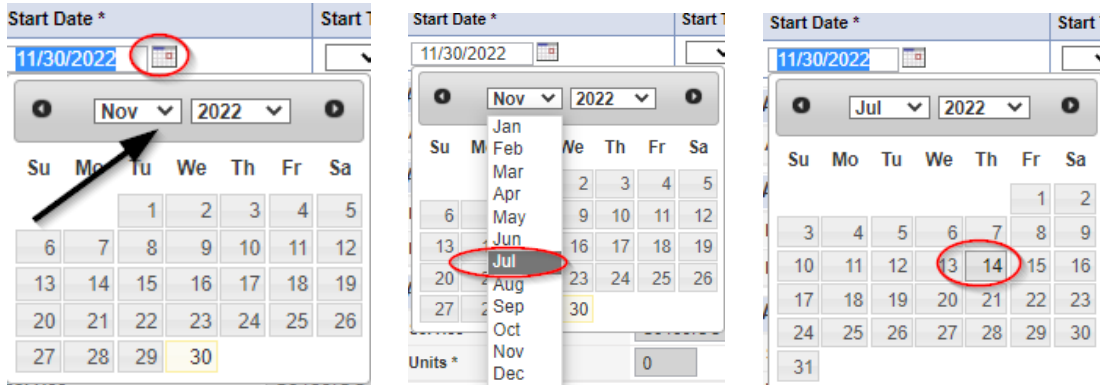 Start Date *
Start
11/30/2022
Nov 2022
Su Mo Tu We Th Fr Sa
1 2 3 4 5
6 7 8 9 10 11 12
13 14 15 16 17 18 19
20 21 22 23 24 25 26
27 28 29 30
Start Date *
Start
11/30/2022
Nov 2022
Jan
Feb
Mar
Apr
May
Jun
Jul
Aug
Sep
Oct
Nov
Dec
Su We Th Fr Sa
2 3 4 5
6 9 10 11 12
13 16 17 18 19
20 23 24 25 26
27 30
Units *
0
Start Date *
Start
11/30/2022
Jul 2022
Su Mo Tu We Th Fr Sa
1 2
3 4 5 6 7 8 9
10 11 12 13 14 15 16
17 18 19 20 21 22 23
24 25 26 27 28 29 30
31